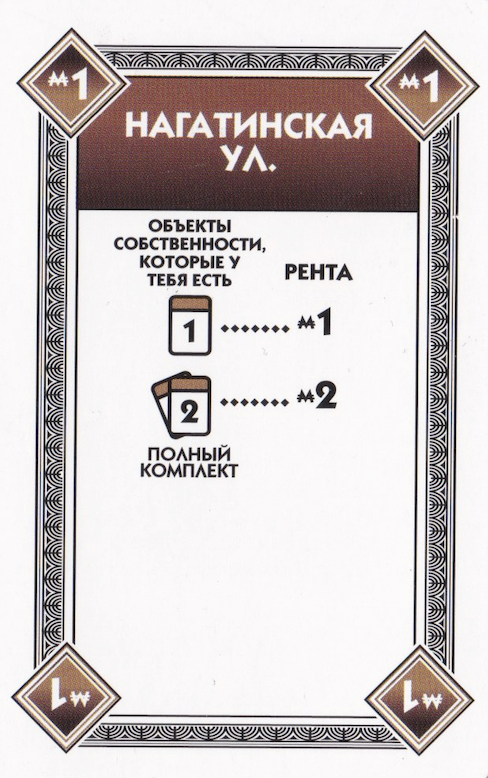 ₩1
₩1
НАГАТИНСКАЯ
УЛ.
ОБЪЕКТЫ
СОБСТВЕННОСТИ,
КОТОРЫЕ У
ТЕБЯ ЕСТЬ
РЕНТА
1 ....... ₩1
2 ....... ₩2
ПОЛНЫЙ
КОМПЛЕКТ
₩1
₩1